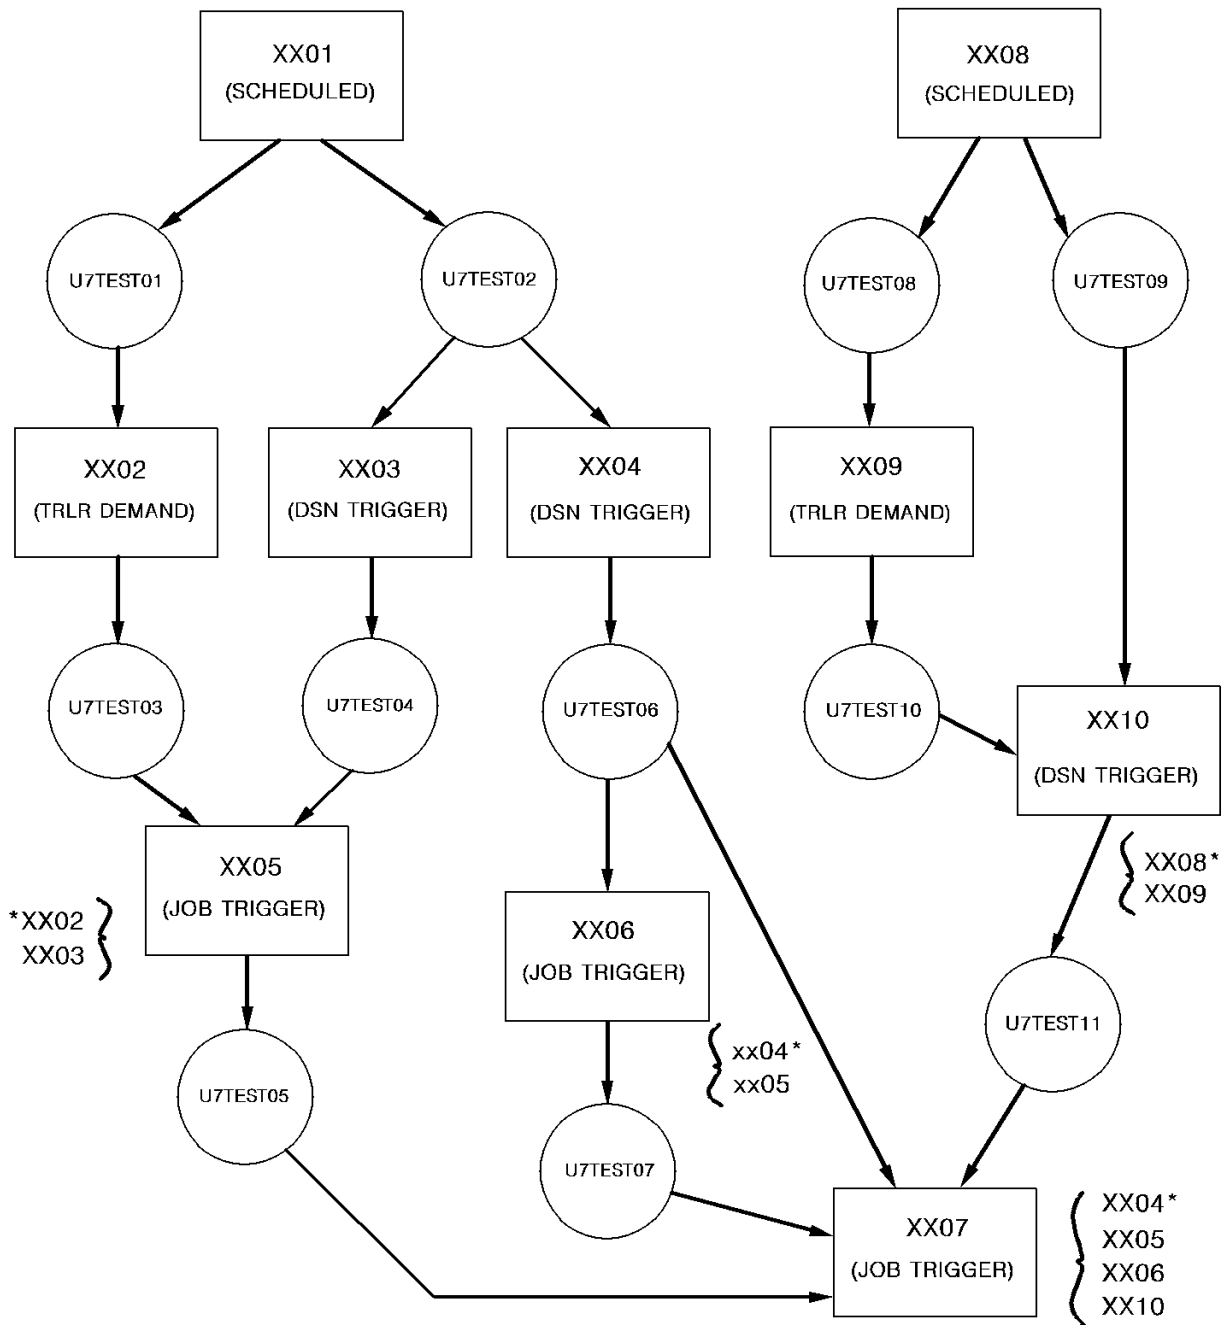 XX01
(SCHEDULED)
XX08
(SCHEDULED)
U7TEST01
U7TEST02
U7TEST08
U7TEST09
XX02
(TRLR DEMAND)
XX03
(DSN TRIGGER)
XX04
(DSN TRIGGER)
XX09
(TRLR DEMAND)
U7TEST03
U7TEST04
U7TEST06
U7TEST10
XX10
(DSN TRIGGER)
XX08*
XX09
XX05
(JOB TRIGGER)
*XX02
XX03
XX06
(JOB TRIGGER)
xx04*
xx05
U7TEST11
U7TEST05
U7TEST07
XX07
(JOB TRIGGER)
XX04*
XX05
XX06
XX10